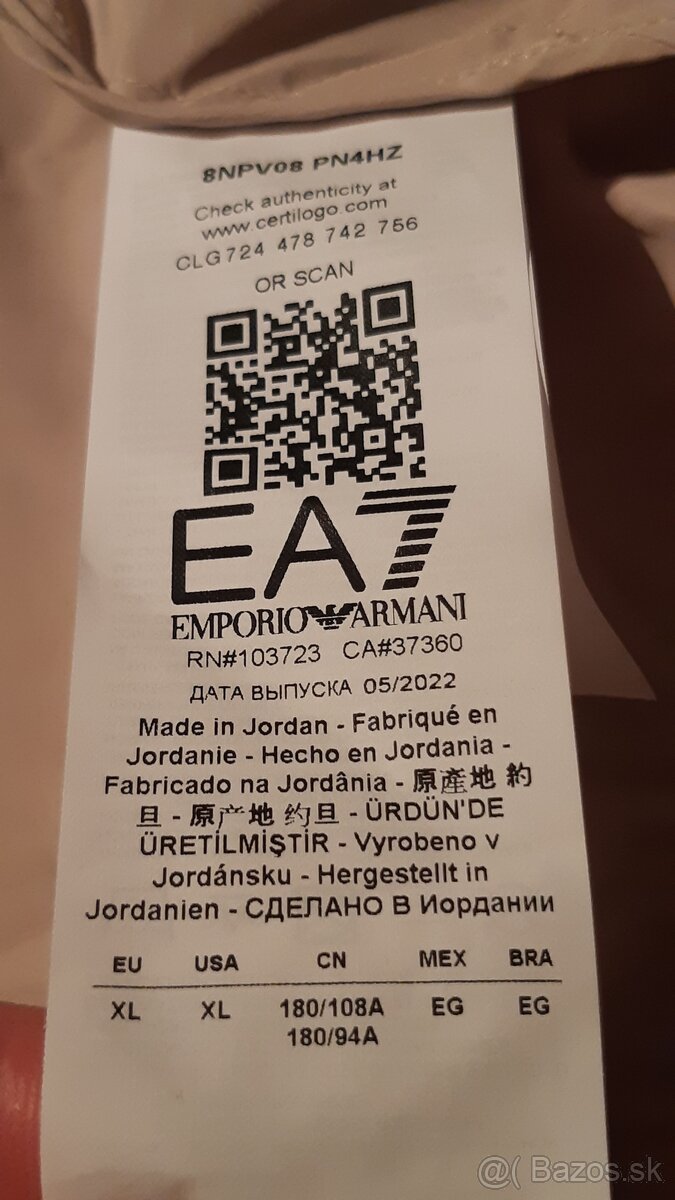 8NPV08 PN4HZ
Check authenticity at
www.certilogo.com
CLG 724 478 742 756
OR SCAN
EA7
EMPORIO ARMANI
RN#103723 CA#37360
ДАТА ВЫПУСКА 05/2022
Made in Jordan - Fabriqué en
Jordanie - Hecho en Jordania -
Fabricado na Jordânia - 原產地 約
旦 - 原产地 约旦 - ÜRDÜN'DE
ÜRETİLMİŞTİR - Vyrobeno v
Jordánsku - Hergestellt in
Jordanien - СДЕЛАНО В Иордании
EU USA CN MEX BRA
XL XL 180/108A EG EG
180/94A
@( Bazos.sk